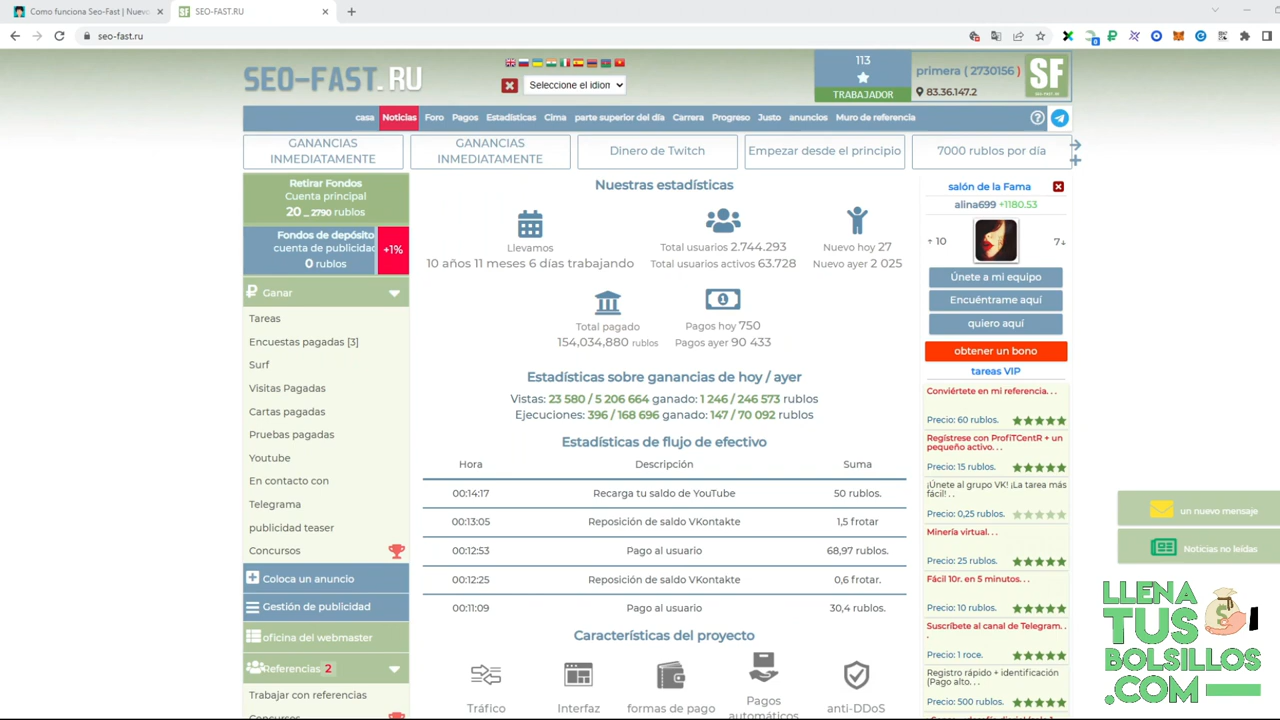 Como funciona Seo-Fast | Nuevo
SEO-FAST.RU
seo-fast.ru
SEO-FAST.RU
Seleccione el idiom
113
TRABAJADOR
primera ( 2730156 )
83.36.147.2
SF
casa
Noticias
Foro
Pagos
Estadísticas
Cima
parte superior del día
Carrera
Progreso
Justo
anuncios
Muro de referencia
GANANCIAS
INMEDIATAMENTE
GANANCIAS
INMEDIATAMENTE
Dinero de Twitch
Empezar desde el principio
7000 rublos por día
Retirar Fondos
Cuenta principal
20 _ 2790 rublos
Fondos de depósito
cuenta de publicidad
0 rublos
+1%
Ganar
Tareas
Encuestas pagadas [3]
Surf
Visitas Pagadas
Cartas pagadas
Pruebas pagadas
Youtube
En contacto con
Telegrama
publicidad teaser
Concursos
Coloca un anuncio
Gestión de publicidad
oficina del webmaster
Referencias 2
Trabajar con referencias
Concursos
Nuestras estadísticas
Llevamos
10 años 11 meses 6 días trabajando
Total usuarios 2.744.293
Total usuarios activos 63.728
Nuevo hoy 27
Nuevo ayer 2 025
Total pagado
154,034,880 rublos
Pagos hoy 750
Pagos ayer 90 433
Estadísticas sobre ganancias de hoy / ayer
Vistas: 23 580 / 5 206 664 ganado: 1 246 / 246 573 rublos
Ejecuciones: 396 / 168 696 ganado: 147 / 70 092 rublos
Estadísticas de flujo de efectivo
Hora Descripción Suma
00:14:17 Recarga tu saldo de YouTube 50 rublos.
00:13:05 Reposición de saldo VKontakte 1,5 frotar
00:12:53 Pago al usuario 68,97 rublos.
00:12:25 Reposición de saldo VKontakte 0,6 frotar.
00:11:09 Pago al usuario 30,4 rublos.
Características del proyecto
Tráfico
Interfaz
formas de pago
Pagos
automáticos
anti-DDoS
salón de la Fama
alina699 +1180.53
↑ 10
7↓
Únete a mi equipo
Encuéntrame aquí
quiero aquí
obtener un bono
tareas VIP
Conviértete en mi referencia. . .
Precio: 60 rublos.
Regístrese con ProfiTCentR + un
pequeño activo. . .
Precio: 15 rublos.
¡Únete al grupo VK! ¡La tarea más
fácil! . .
Precio: 0,25 rublos.
Minería virtual. . .
Precio: 25 rublos.
Fácil 10r. en 5 minutos. . .
Precio: 10 rublos.
Suscríbete al canal de Telegram. .
.
Precio: 1 roce.
Registro rápido + identificación
(Pago alto. . .
Precio: 500 rublos.
un nuevo mensaje
Noticias no leídas
LLENA
TUS
BOLSILLOS
.COM